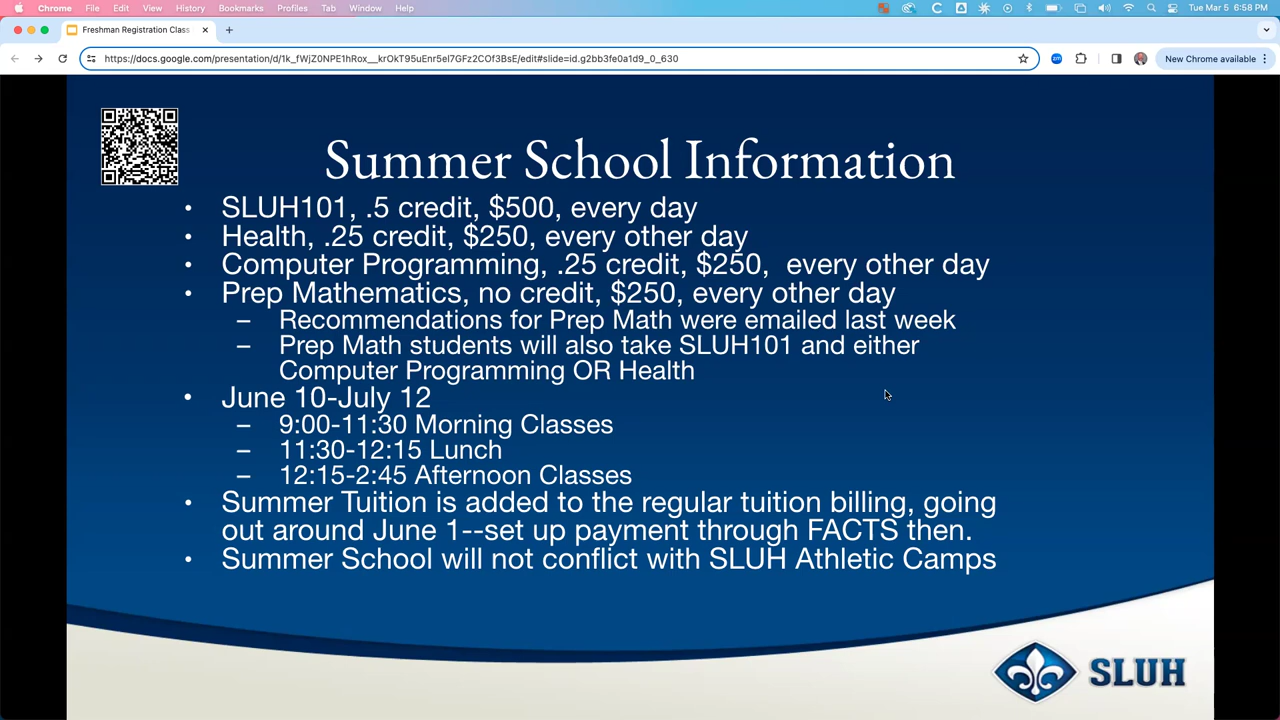 Chrome File Edit View History Bookmarks Profiles Tab Window Help Tue Mar 5 6:58 PM
Freshman Registration Class
https://docs.google.com/presentation/d/1k_fWjZ0NPE1hRox__krOkT95uEnr5el7GFz2COf3BsE/edit#slide=id.g2bb3fe0a1d9_0_630
New Chrome available
Summer School Information
• SLUH101, .5 credit, $500, every day
• Health, .25 credit, $250, every other day
• Computer Programming, .25 credit, $250, every other day
• Prep Mathematics, no credit, $250, every other day
– Recommendations for Prep Math were emailed last week
– Prep Math students will also take SLUH101 and either
Computer Programming OR Health
• June 10-July 12
– 9:00-11:30 Morning Classes
– 11:30-12:15 Lunch
– 12:15-2:45 Afternoon Classes
• Summer Tuition is added to the regular tuition billing, going
out around June 1--set up payment through FACTS then.
• Summer School will not conflict with SLUH Athletic Camps
SLUH